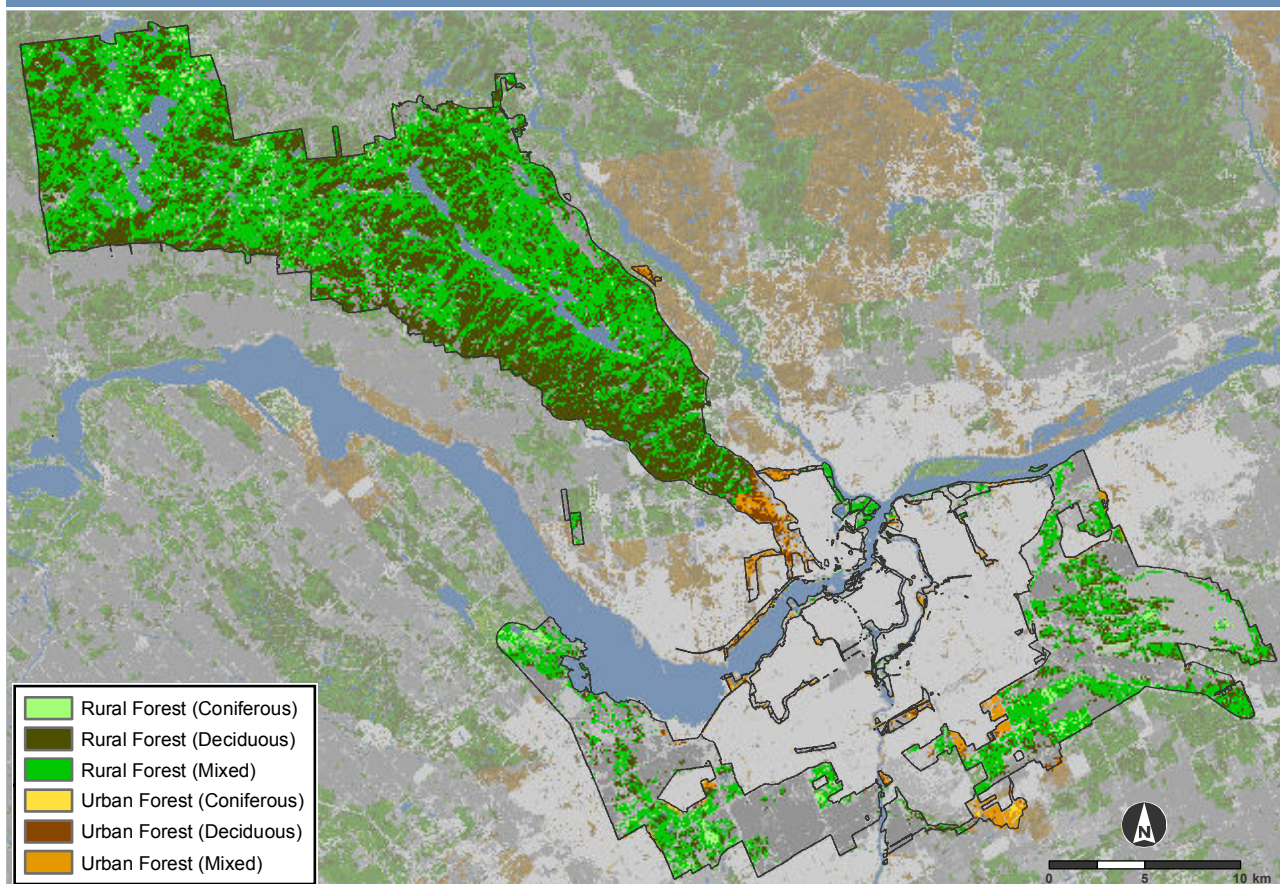 Rural Forest (Coniferous)
Rural Forest (Deciduous)
Rural Forest (Mixed)
Urban Forest (Coniferous)
Urban Forest (Deciduous)
Urban Forest (Mixed)
N
0 5 10 km